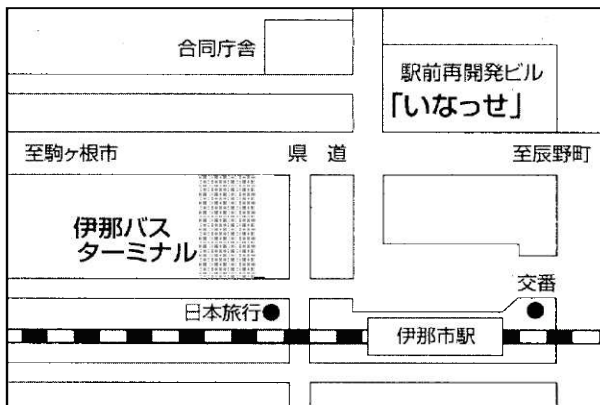 合同庁舎
駅前再開発ビル
「いなっせ」
至駒ヶ根市
県 道
至辰野町
伊那バス
ターミナル
交番
日本旅行
伊那市駅